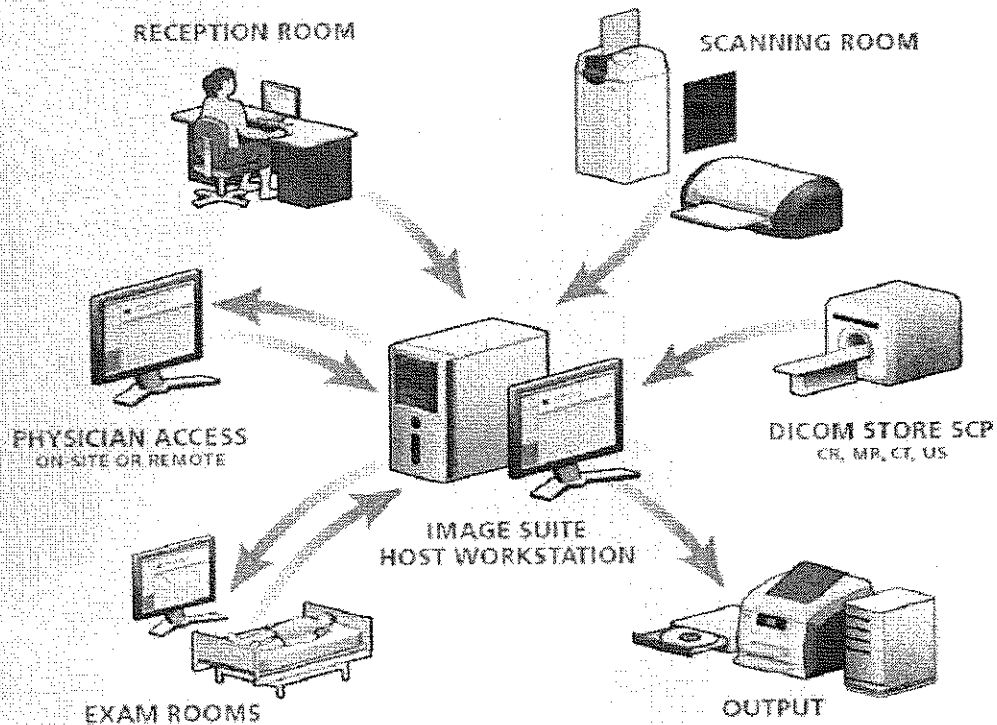 RECEPTION ROOM
SCANNING ROOM
PHYSICIAN ACCESS
ON-SITE OR REMOTE
DICOM STORE SCP
CR, MR, CT, US
IMAGE SUITE
HOST WORKSTATION
EXAM ROOMS
OUTPUT